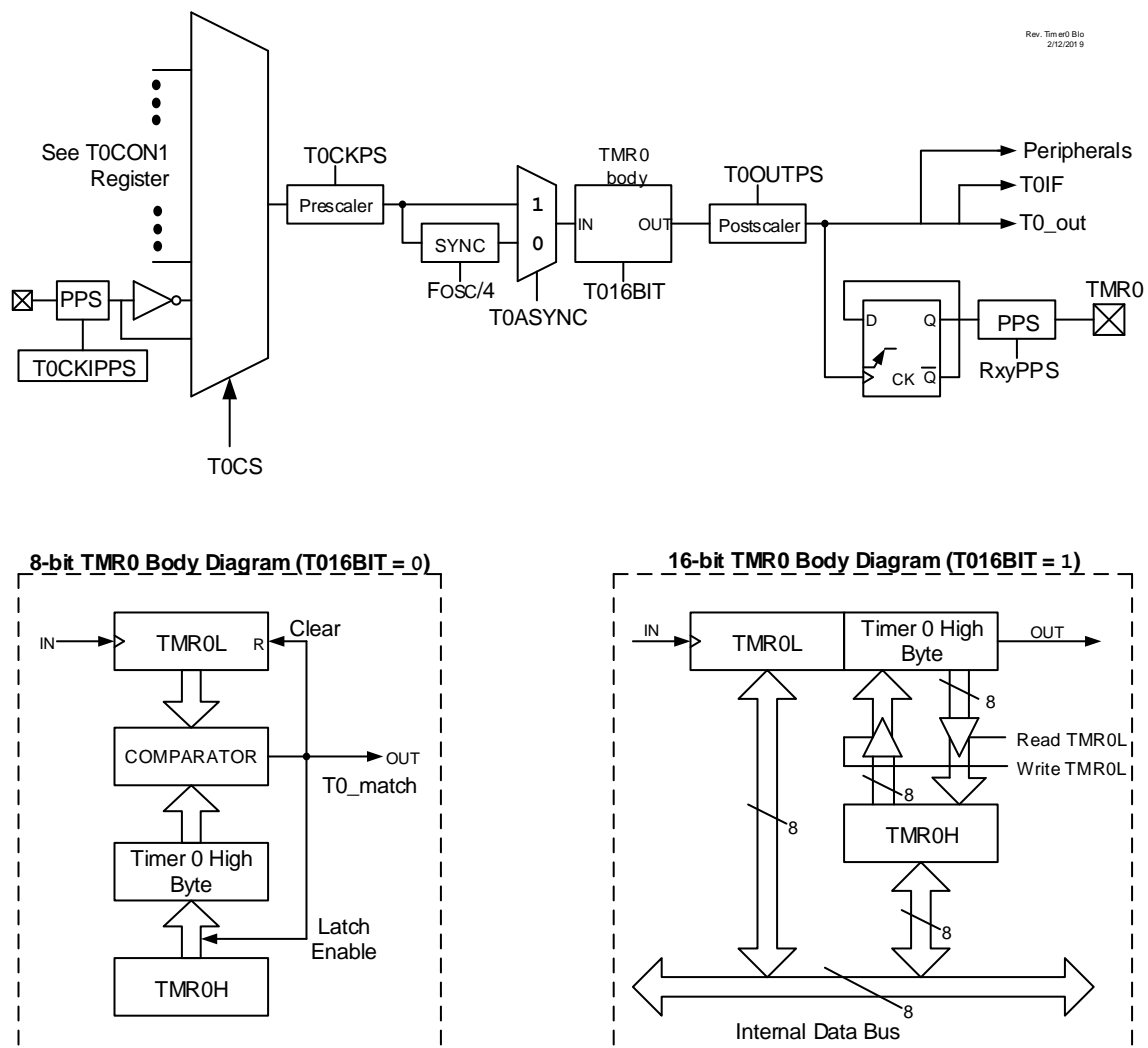 Rev. Timer0 Blo
2/12/2019
See T0CON1
Register
PPS
T0CKIPPS
T0CS
T0CKPS
Prescaler
SYNC
FOSC/4
1
0
T0ASYNC
TMR0
body
IN
OUT
T016BIT
T0OUTPS
Postscaler
Peripherals
T0IF
T0_out
D
Q
CK
Q
PPS
RxyPPS
TMR0
8-bit TMR0 Body Diagram (T016BIT = 0)
IN
TMR0L
R
Clear
COMPARATOR
OUT
T0_match
Timer 0 High
Byte
Latch
Enable
TMR0H
16-bit TMR0 Body Diagram (T016BIT = 1)
IN
TMR0L
Timer 0 High
Byte
OUT
8
Read TMR0L
Write TMR0L
8
8
TMR0H
8
8
Internal Data Bus